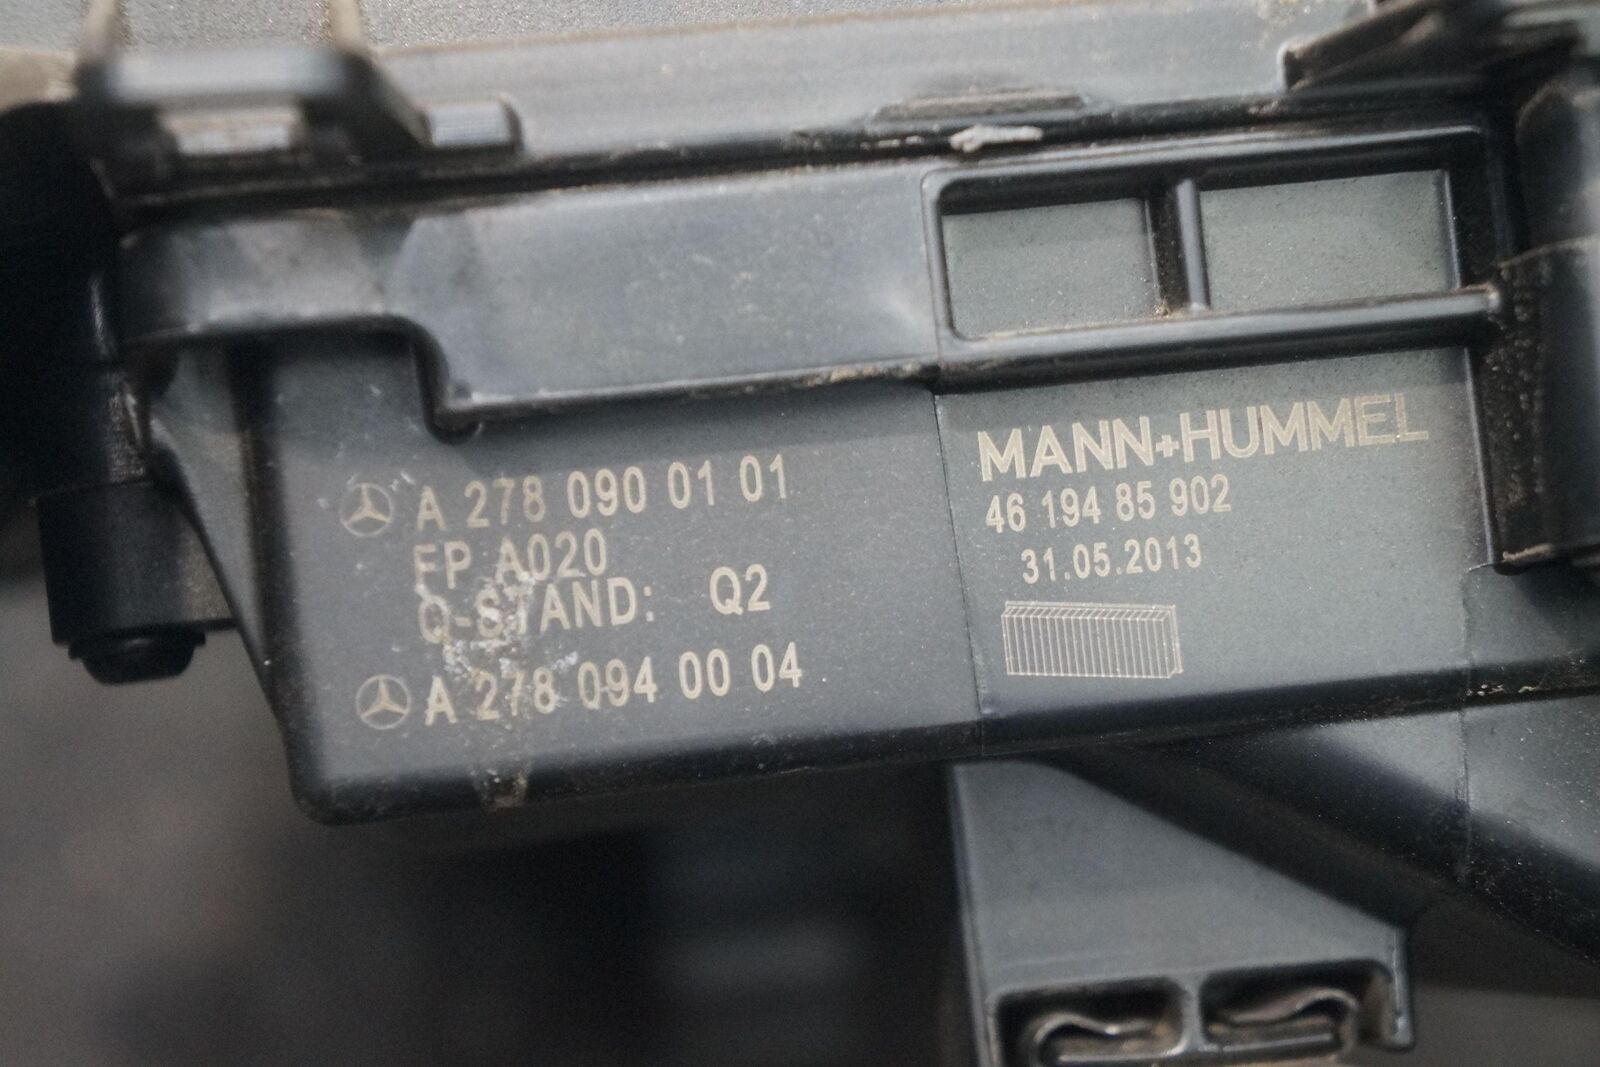 A 278 090 01 01
EP A020
Q-STAND: Q2
A 278 094 00 04
MANN+HUMMEL
46 194 85 902
31.05.2013